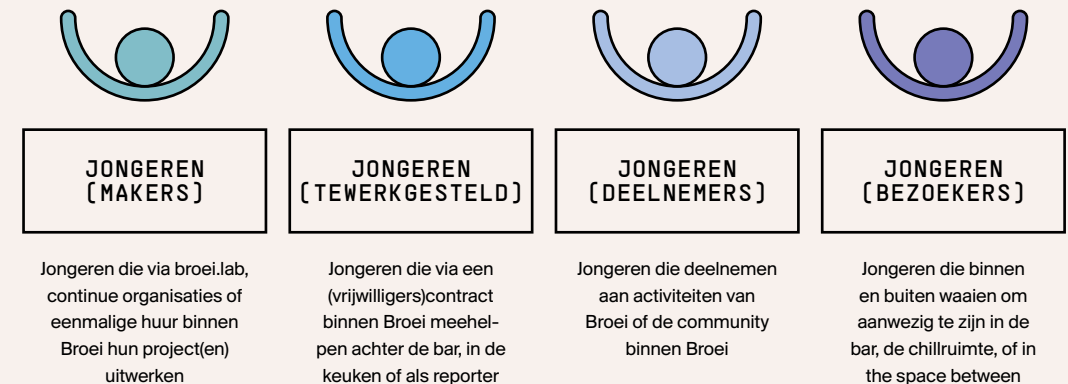 JONGEREN
(MAKERS)
Jongeren die via broei.lab,
continue organisaties of
eenmalige huur binnen
Broei hun project(en)
uitwerken
JONGEREN
(TEWERKGESTELD)
Jongeren die via een
(vrijwilligers)contract
binnen Broei meehel-
pen achter de bar, in de
keuken of als reporter
JONGEREN
(DEELNEMERS)
Jongeren die deelnemen
aan activiteiten van
Broei of de community
binnen Broei
JONGEREN
(BEZOEKERS)
Jongeren die binnen
en buiten waaien om
aanwezig te zijn in de
bar, de chillruimte, of in
the space between